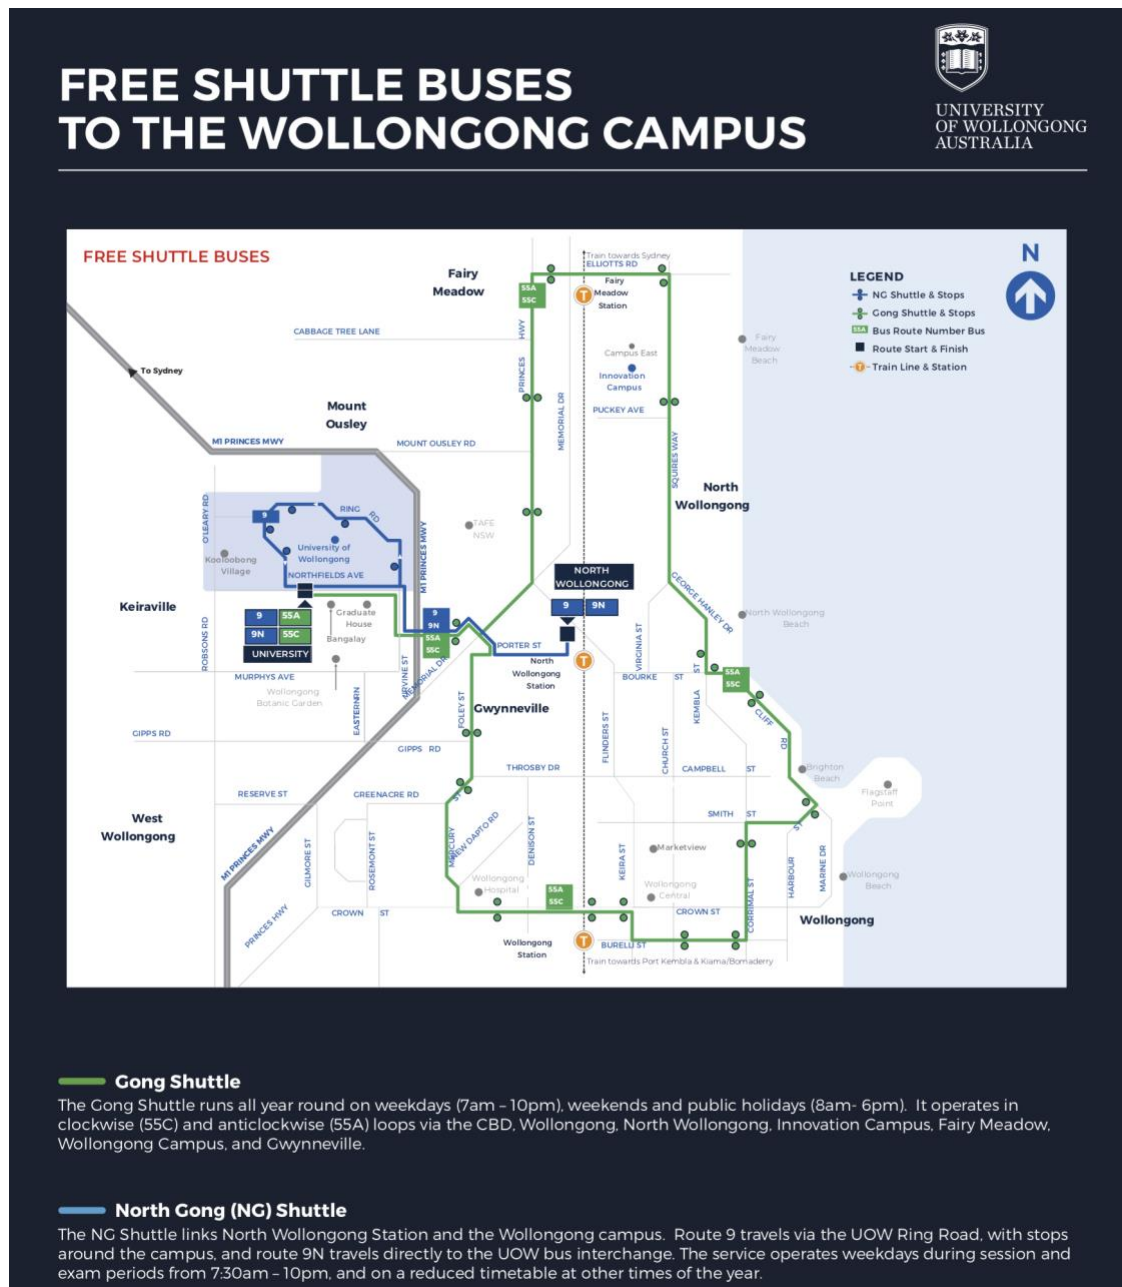 FREE SHUTTLE BUSES
TO THE WOLLONGONG CAMPUS
UNIVERSITY
OF WOLLONGONG
AUSTRALIA
FREE SHUTTLE BUSES
Train towards Sydney
ELLIOTTS RD
Fairy
Meadow
55A
55C
T
Fairy
Meadow
Station
N
LEGEND
NG Shuttle & Stops
Gong Shuttle & Stops
55A Bus Route Number Bus
Route Start & Finish
T Train Line & Station
CABBAGE TREE LANE
PRINCES HWY
Campus East
Innovation
Campus
Fairy
Meadow
Beach
To Sydney
Mount
Ousley
MEMORIAL DR
PUCKEY AVE
M1 PRINCES MWY
MOUNT OUSLEY RD
SQUIRES WAY
North
Wollongong
O'LEARY RD
9
RING RD
M1 PRINCES MWY
TAFE
NSW
University of
Wollongong
Kooloobong
Village
NORTHFIELDS AVE
NORTH
WOLLONGONG
9 9N
GEORGE HANLEY DR
North Wollongong
Beach
Keiraville
9 55A
9N 55C
UNIVERSITY
Graduate
House
Bangalay
9
9N
55A
55C
PORTER ST
VIRGINIA ST
ROBSONS RD
IRVINE ST
MEMORIAL DR
North
Wollongong
Station
T
MURPHYS AVE
BOURKE ST
KEMBLA ST
55A
55C
Wollongong
Botanic Garden
EASTERN RN
FOLEY ST
Gwynneville
FLINDERS ST
CHURCH ST
CLIFF RD
GIPPS RD
GIPPS RD
THROSBY DR
CAMPBELL ST
Brighton
Beach
Flagstaff
Point
RESERVE ST
GREENACRE RD
West
Wollongong
SMITH ST
M1 PRINCES MWY
GILMORE ST
ROSEMONT ST
MERCURY ST
NEW DAPTO RD
DENISON ST
KEIRA ST
Marketview
HARBOUR ST
MARINE DR
Wollongong
Beach
Wollongong
Hospital
55A
55C
Wollongong
Central
CORRIMAL ST
PRINCES HWY
CROWN ST
CROWN ST
Wollongong
Wollongong
Station
T
BURELLI ST
Train towards Port Kembla & Kiama/Bomaderry
Gong Shuttle
The Gong Shuttle runs all year round on weekdays (7am – 10pm), weekends and public holidays (8am- 6pm). It operates in
clockwise (55C) and anticlockwise (55A) loops via the CBD, Wollongong, North Wollongong, Innovation Campus, Fairy Meadow,
Wollongong Campus, and Gwynneville.
North Gong (NG) Shuttle
The NG Shuttle links North Wollongong Station and the Wollongong campus. Route 9 travels via the UOW Ring Road, with stops
around the campus, and route 9N travels directly to the UOW bus interchange. The service operates weekdays during session and
exam periods from 7:30am – 10pm, and on a reduced timetable at other times of the year.